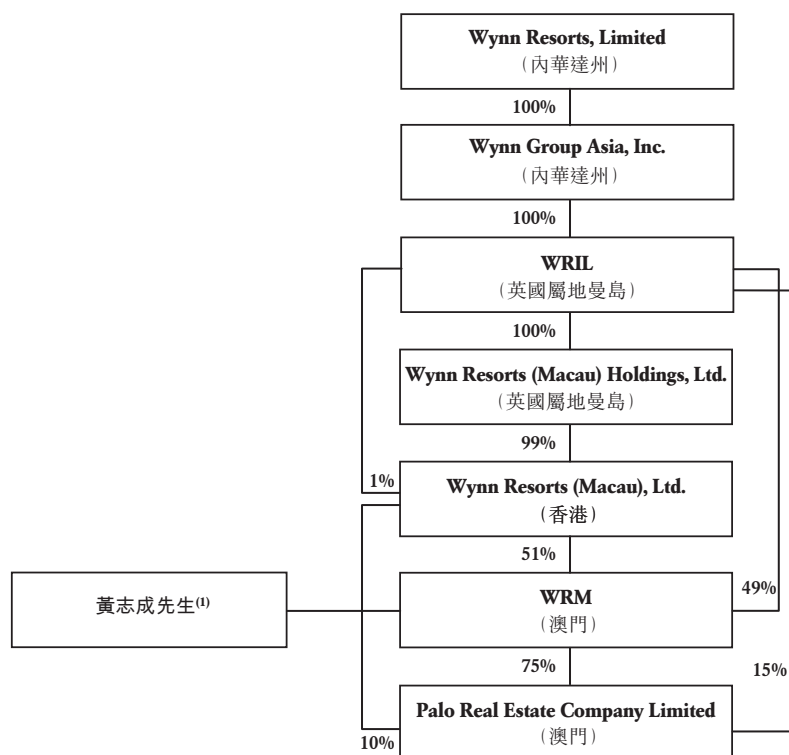 Wynn Resorts, Limited
(內華達州)
100%
Wynn Group Asia, Inc.
(內華達州)
100%
WRIL
(英國屬地曼島)
100%
Wynn Resorts (Macau) Holdings, Ltd.
(英國屬地曼島)
99%
1%
Wynn Resorts (Macau), Ltd.
(香港)
51%
黃志成先生(1)
WRM
(澳門)
49%
75%
15%
Palo Real Estate Company Limited
(澳門)
10%